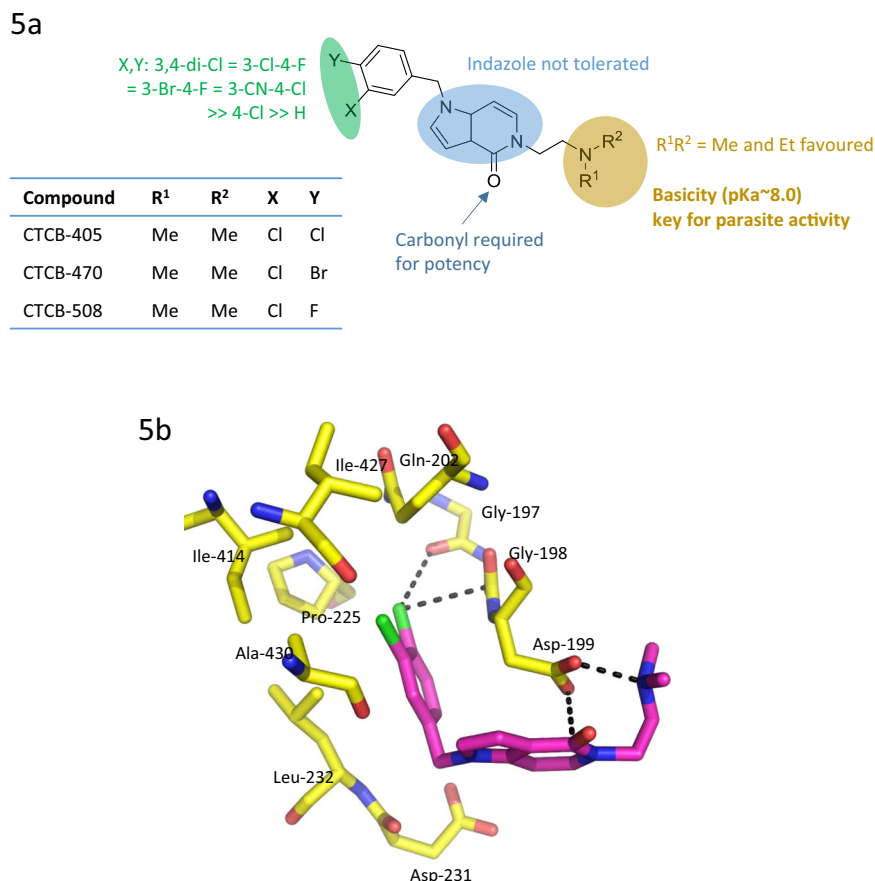 5a
X,Y: 3,4-di-Cl = 3-Cl-4-F
= 3-Br-4-F = 3-CN-4-Cl
>> 4-Cl >> H
Indazole not tolerated
Y
X
N
N
O
N
R²
R¹
R¹R² = Me and Et favoured
Basicity (pKa~8.0)
key for parasite activity
Carbonyl required
for potency
Compound R¹ R² X Y
CTCB-405 Me Me Cl Cl
CTCB-470 Me Me Cl Br
CTCB-508 Me Me Cl F
5b
Ile-427
Gln-202
Gly-197
Ile-414
Gly-198
Pro-225
Asp-199
Ala-430
Leu-232
Asp-231